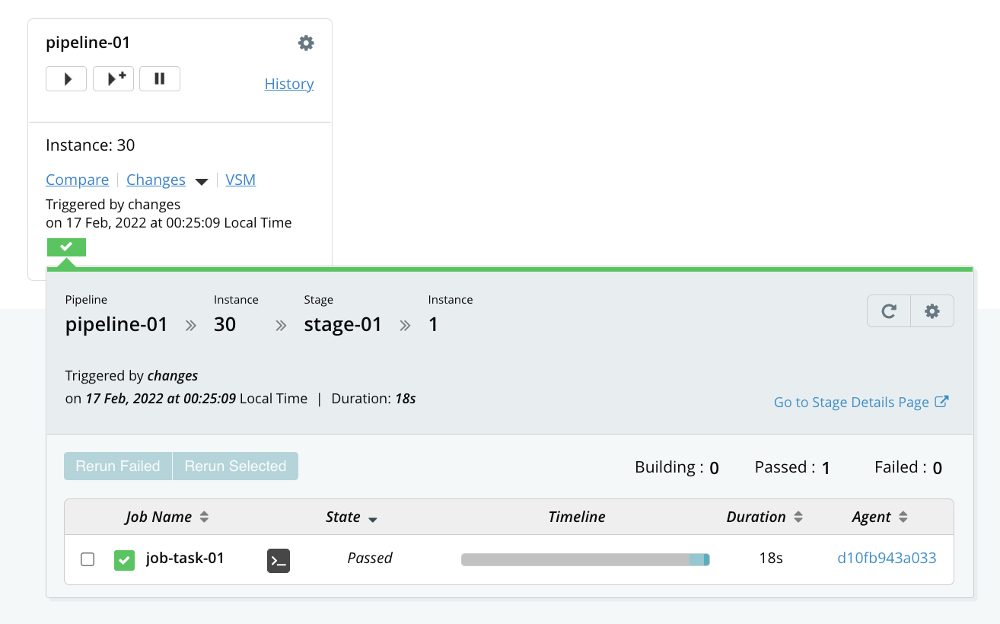 pipeline-01
History
Instance: 30
Compare Changes VSM
Triggered by changes
on 17 Feb, 2022 at 00:25:09 Local Time
Pipeline Instance Stage Instance
pipeline-01 » 30 » stage-01 » 1
Triggered by changes
on 17 Feb, 2022 at 00:25:09 Local Time | Duration: 18s
Go to Stage Details Page
Rerun Failed Rerun Selected Building : 0 Passed : 1 Failed : 0
Job Name State Timeline Duration Agent
job-task-01 >_ Passed 18s d10fb943a033